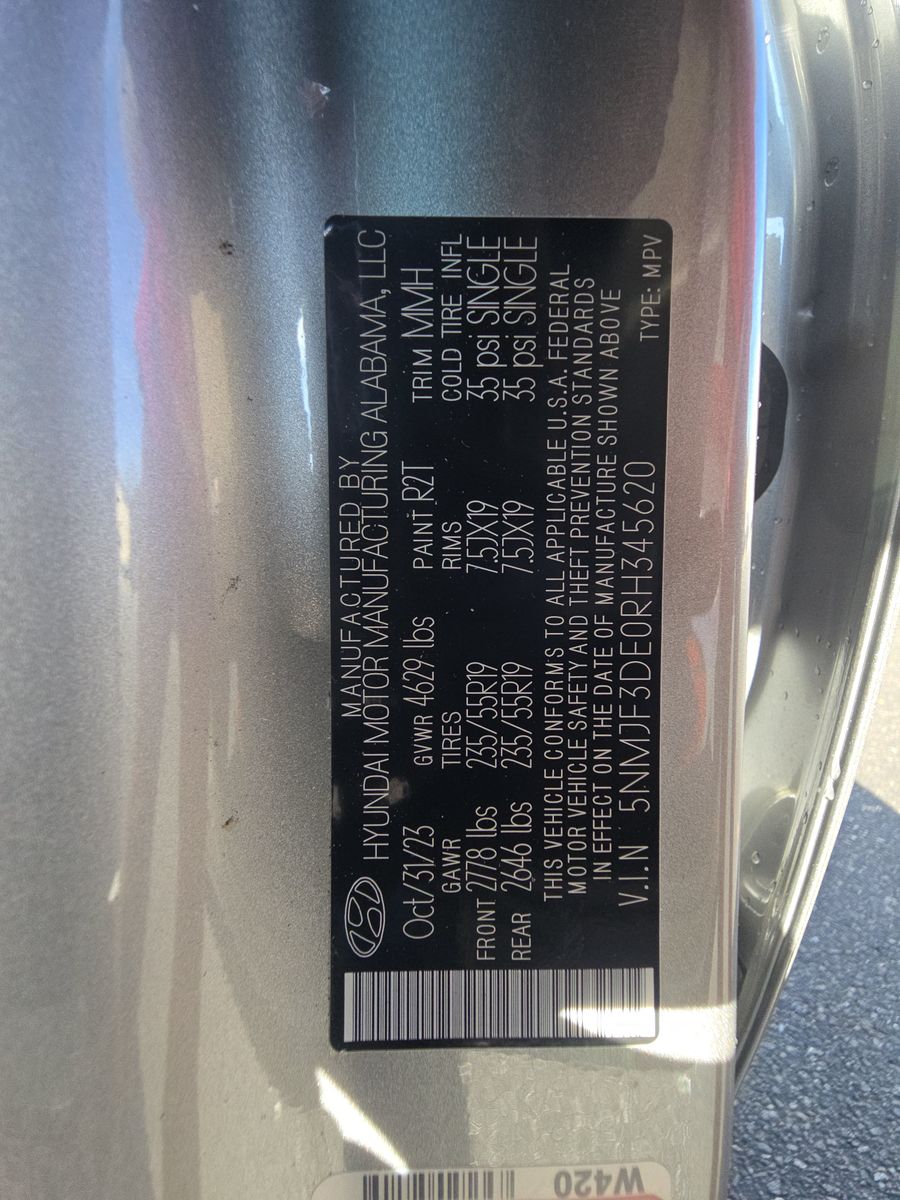 MANUFACTURED BY
HYUNDAI MOTOR MANUFACTURING ALABAMA, LLC
Oct/31/23 GVWR 4629 lbs PAINT R2T TRIM MMH
GAWR TIRES RIMS COLD TIRE INFL
FRONT 2778 lbs 235/55R19 7.5JX19 35 psi SINGLE
REAR 2646 lbs 235/55R19 7.5JX19 35 psi SINGLE
THIS VEHICLE CONFORMS TO ALL APPLICABLE U.S.A. FEDERAL
MOTOR VEHICLE SAFETY AND THEFT PREVENTION STANDARDS
IN EFFECT ON THE DATE OF MANUFACTURE SHOWN ABOVE
V.I.N 5NMJF3DE0RH345620 TYPE: MPV
W420